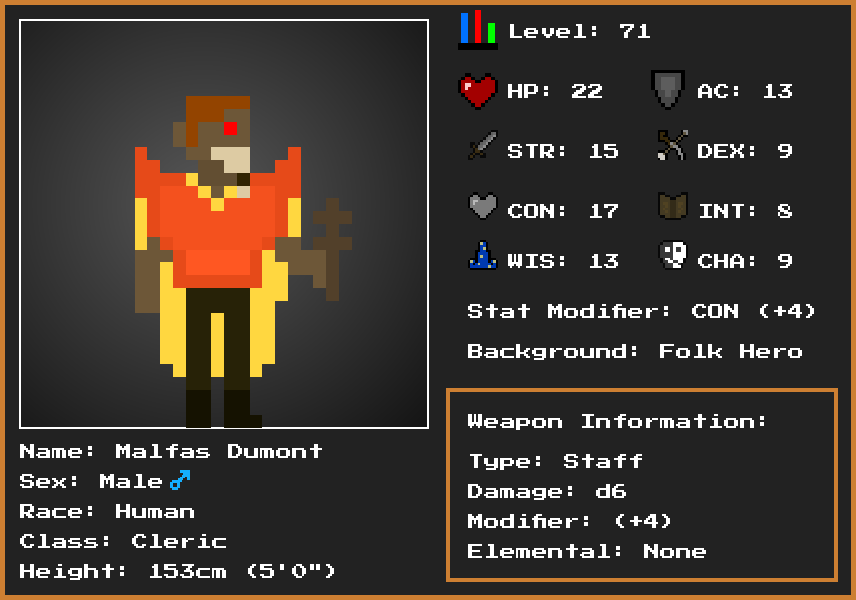 Level: 71
HP: 22 AC: 13
STR: 15 DEX: 9
CON: 17 INT: 8
WIS: 13 CHA: 9
Stat Modifier: CON (+4)
Background: Folk Hero
Weapon Information:
Type: Staff
Damage: d6
Modifier: (+4)
Elemental: None
Name: Malfas Dumont
Sex: Male♂
Race: Human
Class: Cleric
Height: 153cm (5'0")